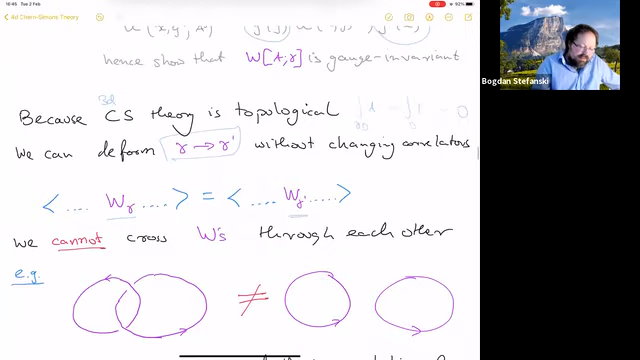 16:45 Tue 2 Feb
92%
4d Chern-Simons Theory
hence show that W[A;γ] is gauge-invariant
Bogdan Stefanski
3d
Because CS theory is topological
we can deform γ → γ' without changing correlators
< .... W_γ .... > = < .... W_γ' ..... >
we cannot cross W's through each other
e.g.
≠